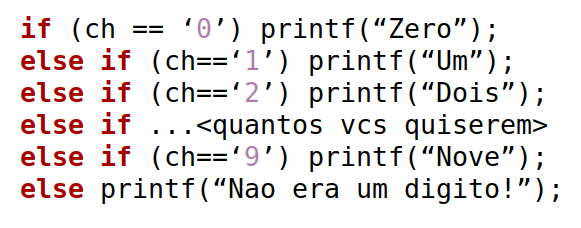 if (ch == ‘0’) printf(“Zero”);
else if (ch==‘1’) printf(“Um”);
else if (ch==‘2’) printf(“Dois”);
else if ...<quantos vcs quiserem>
else if (ch==‘9’) printf(“Nove”);
else printf(“Nao era um digito!”);